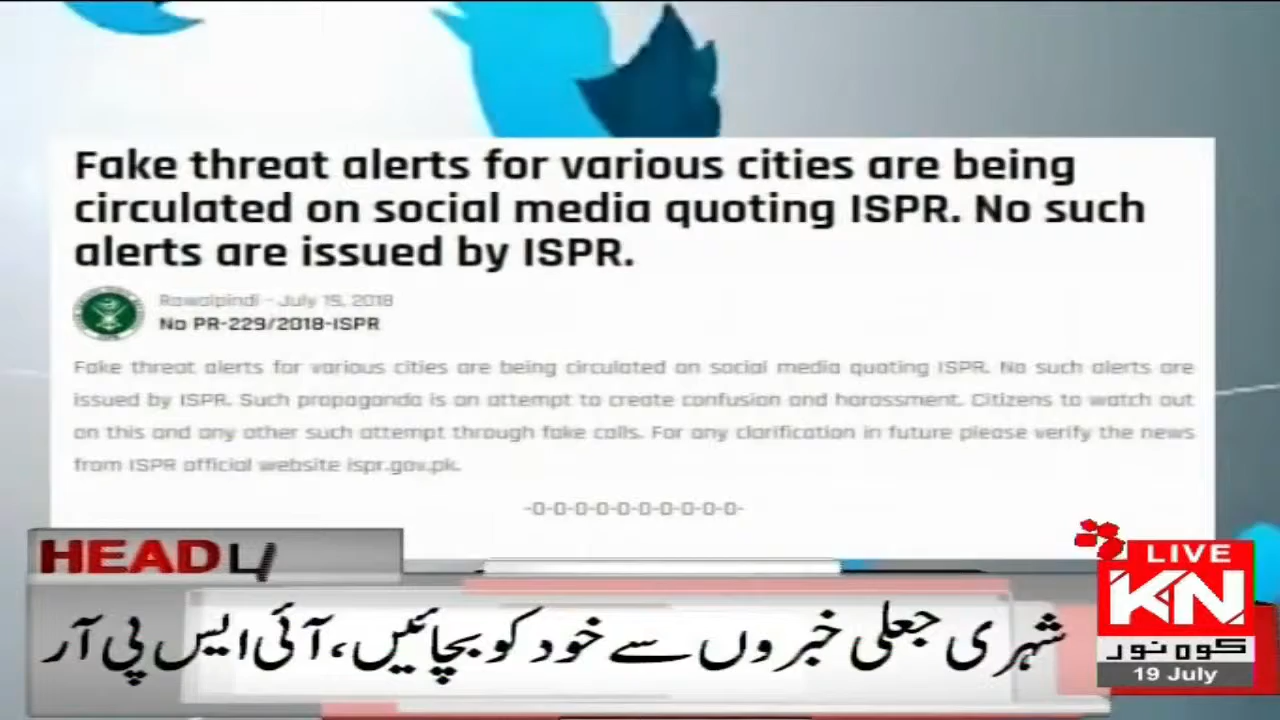 Fake threat alerts for various cities are being
circulated on social media quoting ISPR. No such
alerts are issued by ISPR.
Rawalpindi - July 19, 2018
No PR-229/2018-ISPR
Fake threat alerts for various cities are being circulated on social media quoting ISPR. No such alerts are
issued by ISPR. Such propaganda is an attempt to create confusion and harassment. Citizens to watch out
on this and any other such attempt through fake calls. For any clarification in future please verify the news
from ISPR official website ispr.gov.pk.
-0-0-0-0-0-0-0-0-0-0-
HEAD
شہری جعلی خبروں سے خود کو بچائیں، آئی ایس پی آر
LIVE
KN
کوہ نور
19 July